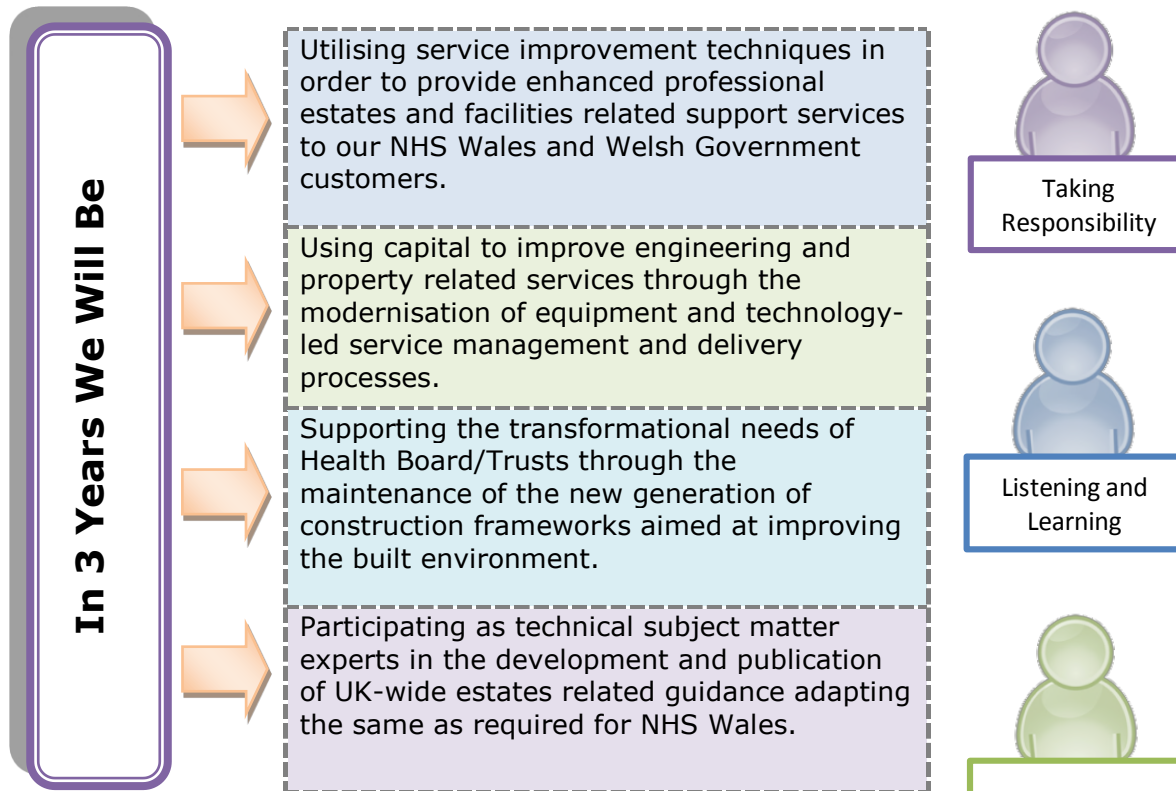 In 3 Years We Will Be
Utilising service improvement techniques in
order to provide enhanced professional
estates and facilities related support services
to our NHS Wales and Welsh Government
customers.
Using capital to improve engineering and
property related services through the
modernisation of equipment and technology-
led service management and delivery
processes.
Supporting the transformational needs of
Health Board/Trusts through the
maintenance of the new generation of
construction frameworks aimed at improving
the built environment.
Participating as technical subject matter
experts in the development and publication
of UK-wide estates related guidance adapting
the same as required for NHS Wales.
Taking
Responsibility
Listening and
Learning